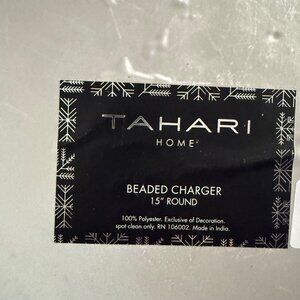 TAHARI
HOME
BEADED CHARGER
15" ROUND
100% Polyester. Exclusive of Decoration.
spot clean only. RN 106002. Made in India.